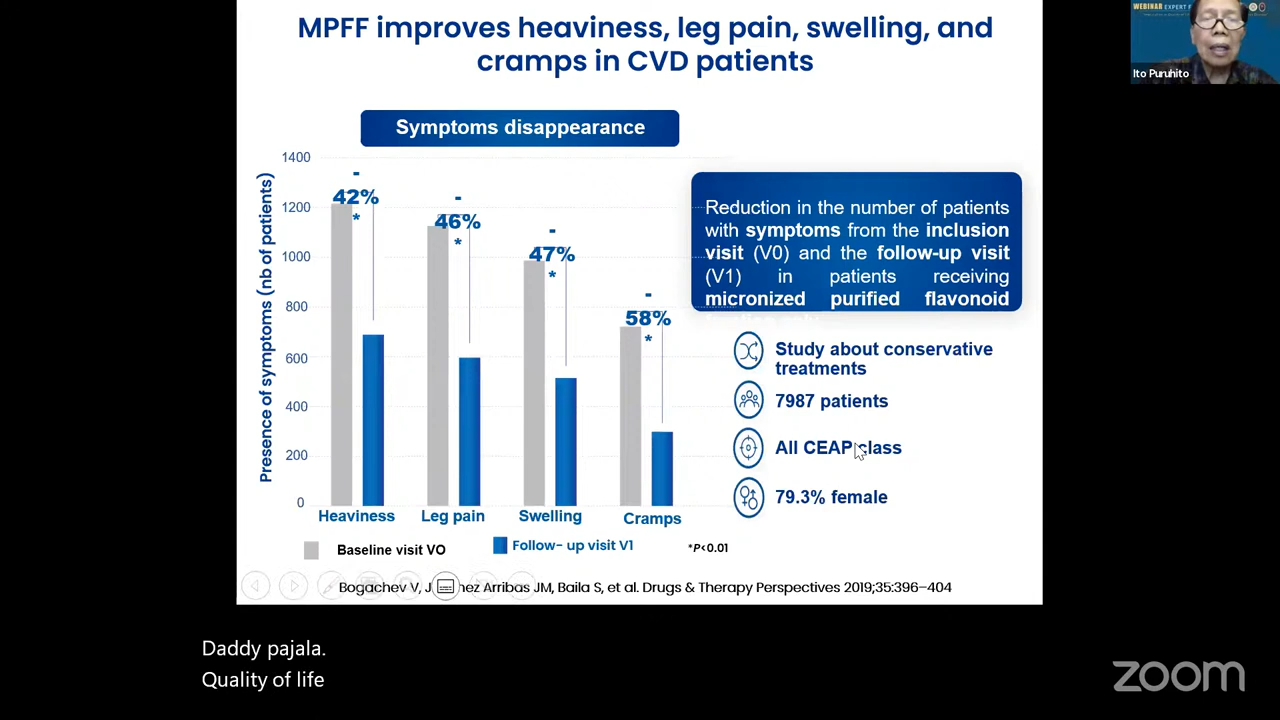 MPFF improves heaviness, leg pain, swelling, and
cramps in CVD patients
WEBINAR EXPERT
Ito Puruhito
Symptoms disappearance
Presence of symptoms (nb of patients)
1400
1200
1000
800
600
400
200
0
-
42%
*
-
46%
*
-
47%
*
-
58%
*
Heaviness
Leg pain
Swelling
Cramps
Baseline visit VO
Follow- up visit V1
*P<0.01
Reduction in the number of patients
with symptoms from the inclusion
visit (V0) and the follow-up visit
(V1) in patients receiving
micronized purified flavonoid
Study about conservative
treatments
7987 patients
All CEAP class
79.3% female
Bogachev V, Arribas JM, Baila S, et al. Drugs & Therapy Perspectives 2019;35:396–404
Daddy pajala.
Quality of life
zoom